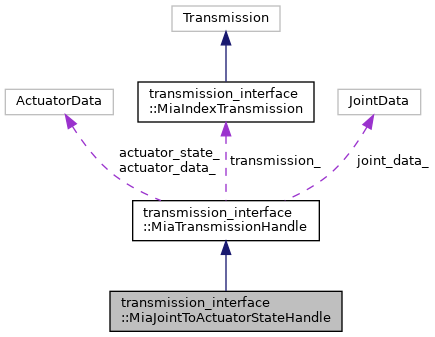 Transmission
transmission_interface
::MiaIndexTransmission
ActuatorData
JointData
actuator_state_
actuator_data_
transmission_
joint_data_
transmission_interface
::MiaTransmissionHandle
transmission_interface
::MiaJointToActuatorStateHandle